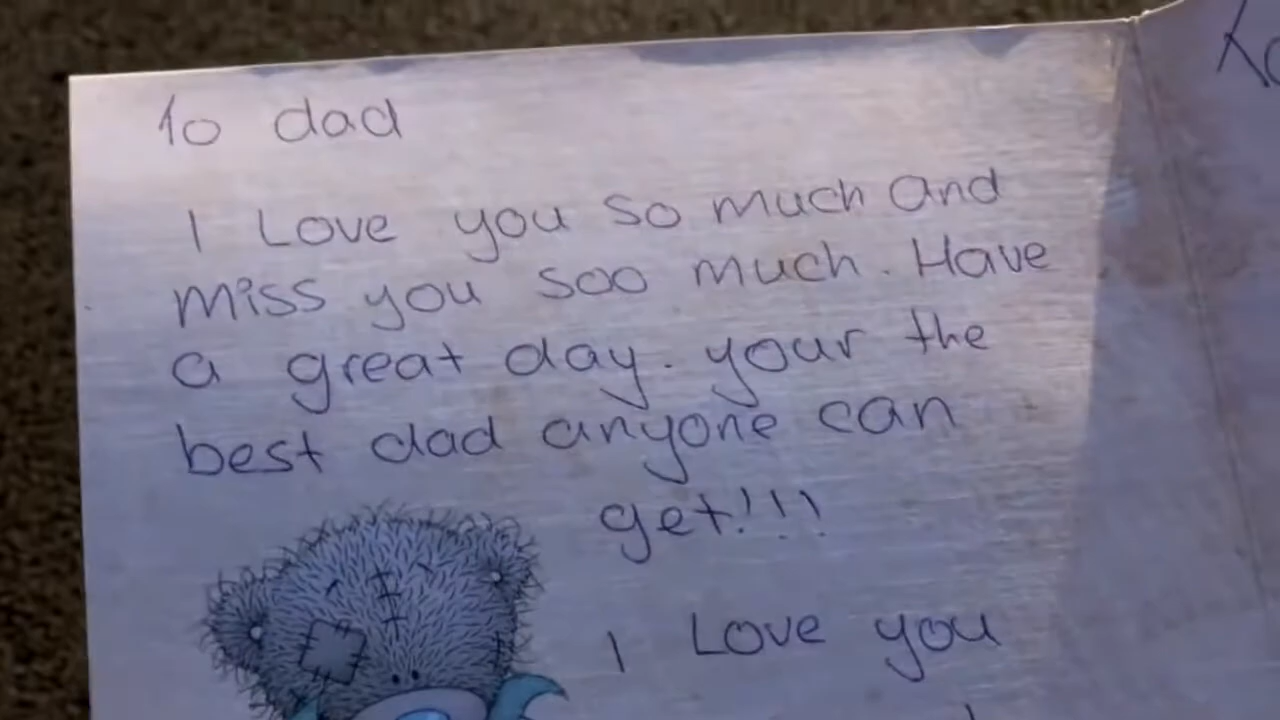 To dad
I Love you so much and
miss you soo much. Have
a great day. your the
best dad anyone can
get!!!
I Love you